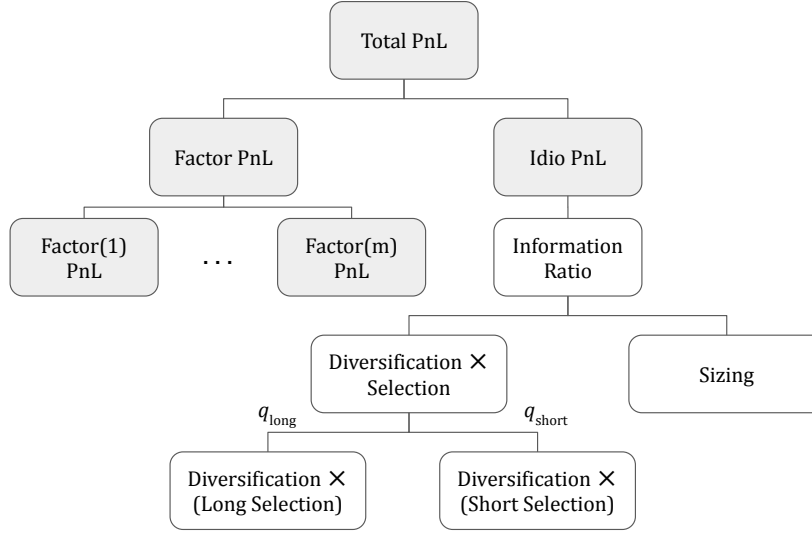 Total PnL
Factor PnL
Idio PnL
Factor(1)
PnL
. . .
Factor(m)
PnL
Information
Ratio
Diversification ×
Selection
Sizing
q_long
q_short
Diversification ×
(Long Selection)
Diversification ×
(Short Selection)